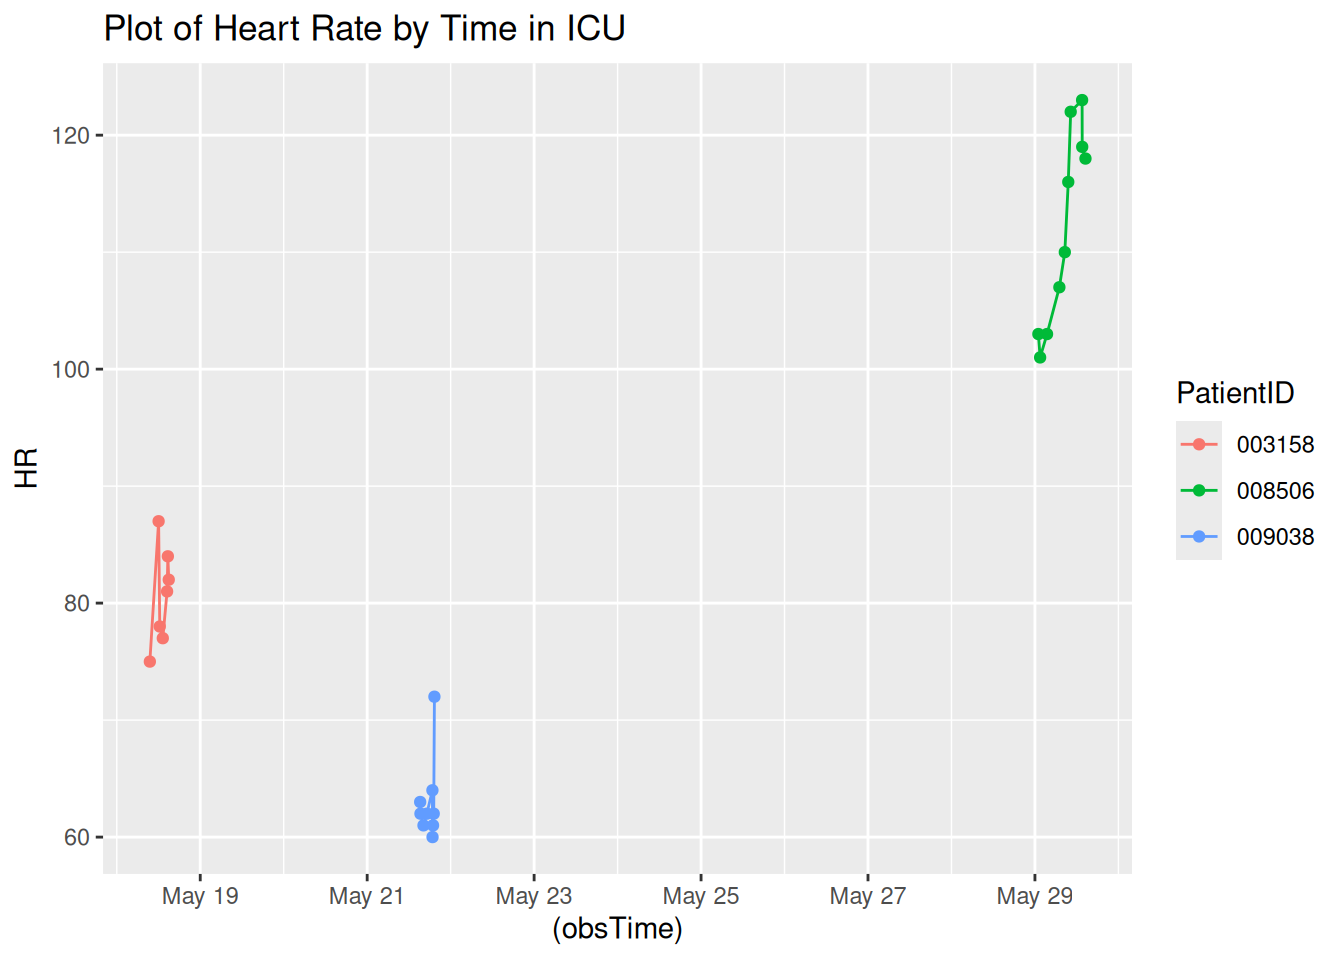 Plot of Heart Rate by Time in ICU
120
100
80
60
HR
May 19 May 21 May 23 May 25 May 27 May 29
(obsTime)
PatientID
003158
008506
009038